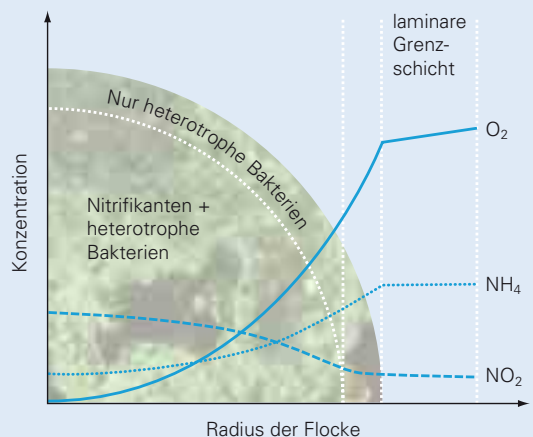 laminare
Grenz-
schicht
Nur heterotrophe Bakterien
O₂
Nitrifikanten +
heterotrophe
Bakterien
Konzentration
NH₄
NO₂
Radius der Flocke